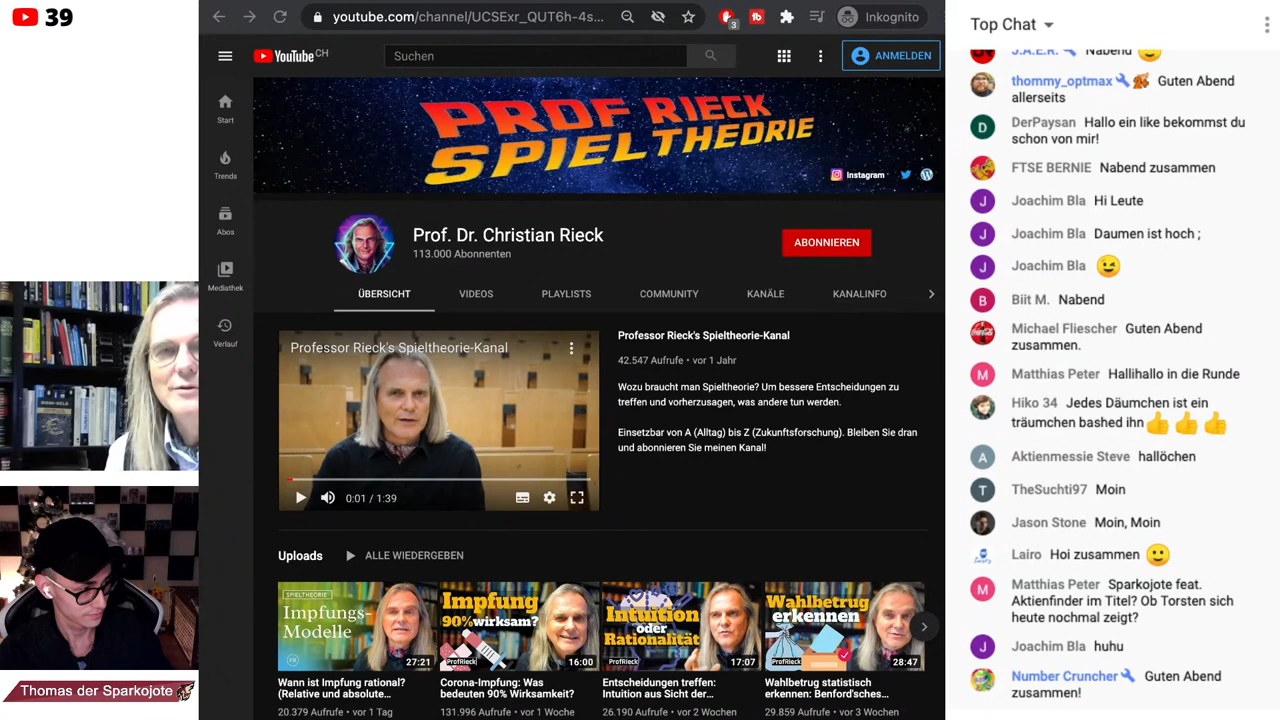 39
youtube.com/channel/UCSExr_QUT6h-4s...
3
Inkognito
YouTube CH
Suchen
ANMELDEN
Start
Trends
Abos
Mediathek
Verlauf
PROF RIECK
SPIELTHEORIE
Instagram
Prof. Dr. Christian Rieck
113.000 Abonnenten
ABONNIEREN
ÜBERSICHT
VIDEOS
PLAYLISTS
COMMUNITY
KANÄLE
KANALINFO
Professor Rieck's Spieltheorie-Kanal
0:01 / 1:39
Professor Rieck's Spieltheorie-Kanal
42.547 Aufrufe • vor 1 Jahr
Wozu braucht man Spieltheorie? Um bessere Entscheidungen zu
treffen und vorherzusagen, was andere tun werden.
Einsetzbar von A (Alltag) bis Z (Zukunftsforschung). Bleiben Sie dran
und abonnieren Sie meinen Kanal!
Uploads
ALLE WIEDERGEBEN
SPIELTHEORIE
Impfungs-
Modelle
27:21
Wann ist Impfung rational?
(Relative und absolute...
20.379 Aufrufe • vor 1 Tag
Impfung
90% wirksam?
ProfRieck
16:00
Corona-Impfung: Was
bedeuten 90% Wirksamkeit?
131.996 Aufrufe • vor 1 Woche
Intuition
oder
Rationalität
ProfRieck
17:07
Entscheidungen treffen:
Intuition aus Sicht der...
26.190 Aufrufe • vor 2 Wochen
Wahlbetrug
erkennen
ProfRieck
28:47
Wahlbetrug statistisch
erkennen: Benford'sches...
29.859 Aufrufe • vor 3 Wochen
Thomas der Sparkojote
Top Chat
J.A.E.R. Nabend
thommy_optmax Guten Abend
allerseits
D
DerPaysan Hallo ein like bekommst du
schon von mir!
FTSE BERNIE Nabend zusammen
J
Joachim Bla Hi Leute
J
Joachim Bla Daumen ist hoch ;
J
Joachim Bla
B
Biit M. Nabend
Michael Fliescher Guten Abend
zusammen.
M
Matthias Peter Hallihallo in die Runde
Hiko 34 Jedes Däumchen ist ein
träumchen bashed ihn
A
Aktienmessie Steve hallöchen
T
TheSuchti97 Moin
Jason Stone Moin, Moin
Lairo Hoi zusammen
M
Matthias Peter Sparkojote feat.
Aktienfinder im Titel? Ob Torsten sich
heute nochmal zeigt?
J
Joachim Bla huhu
Number Cruncher Guten Abend
zusammen!